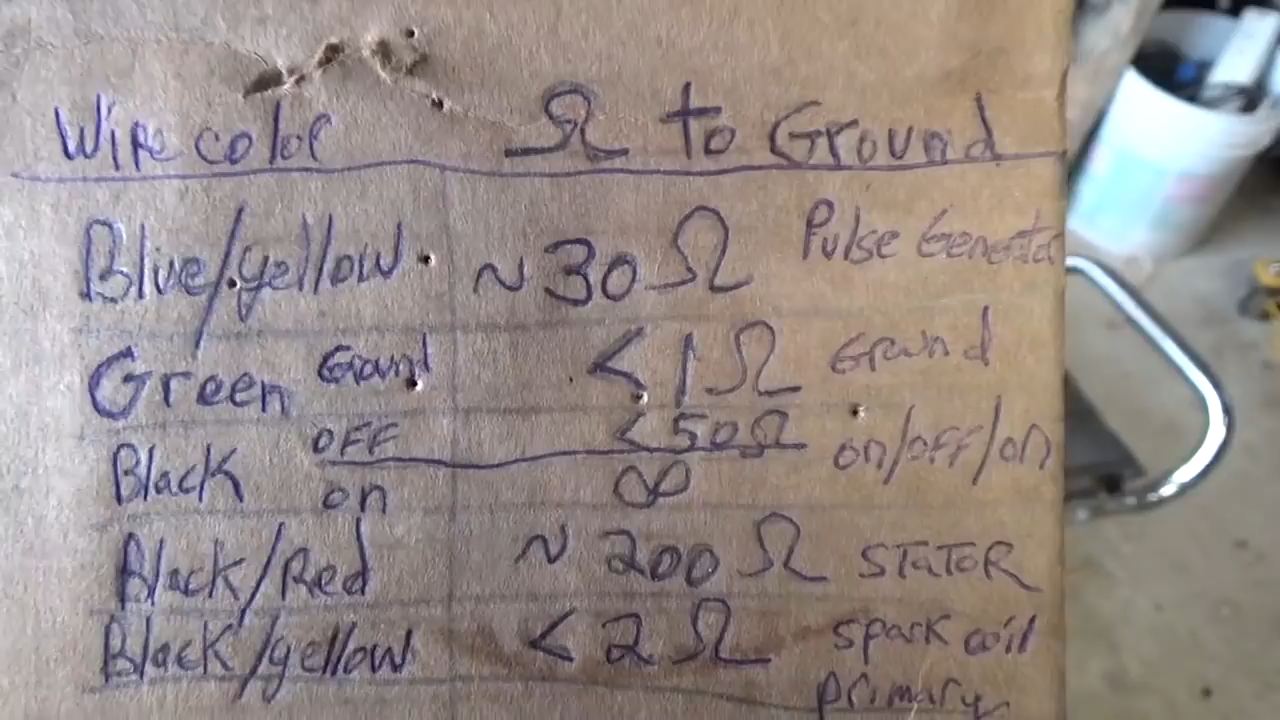 Wire color Ω to Ground
Blue/yellow ~30Ω Pulse Generator
Green Ground <1Ω Ground
Black OFF <50Ω on/off/on
on ∞
Black/Red ~200Ω STATOR
Black/yellow <2Ω spark coil
primary